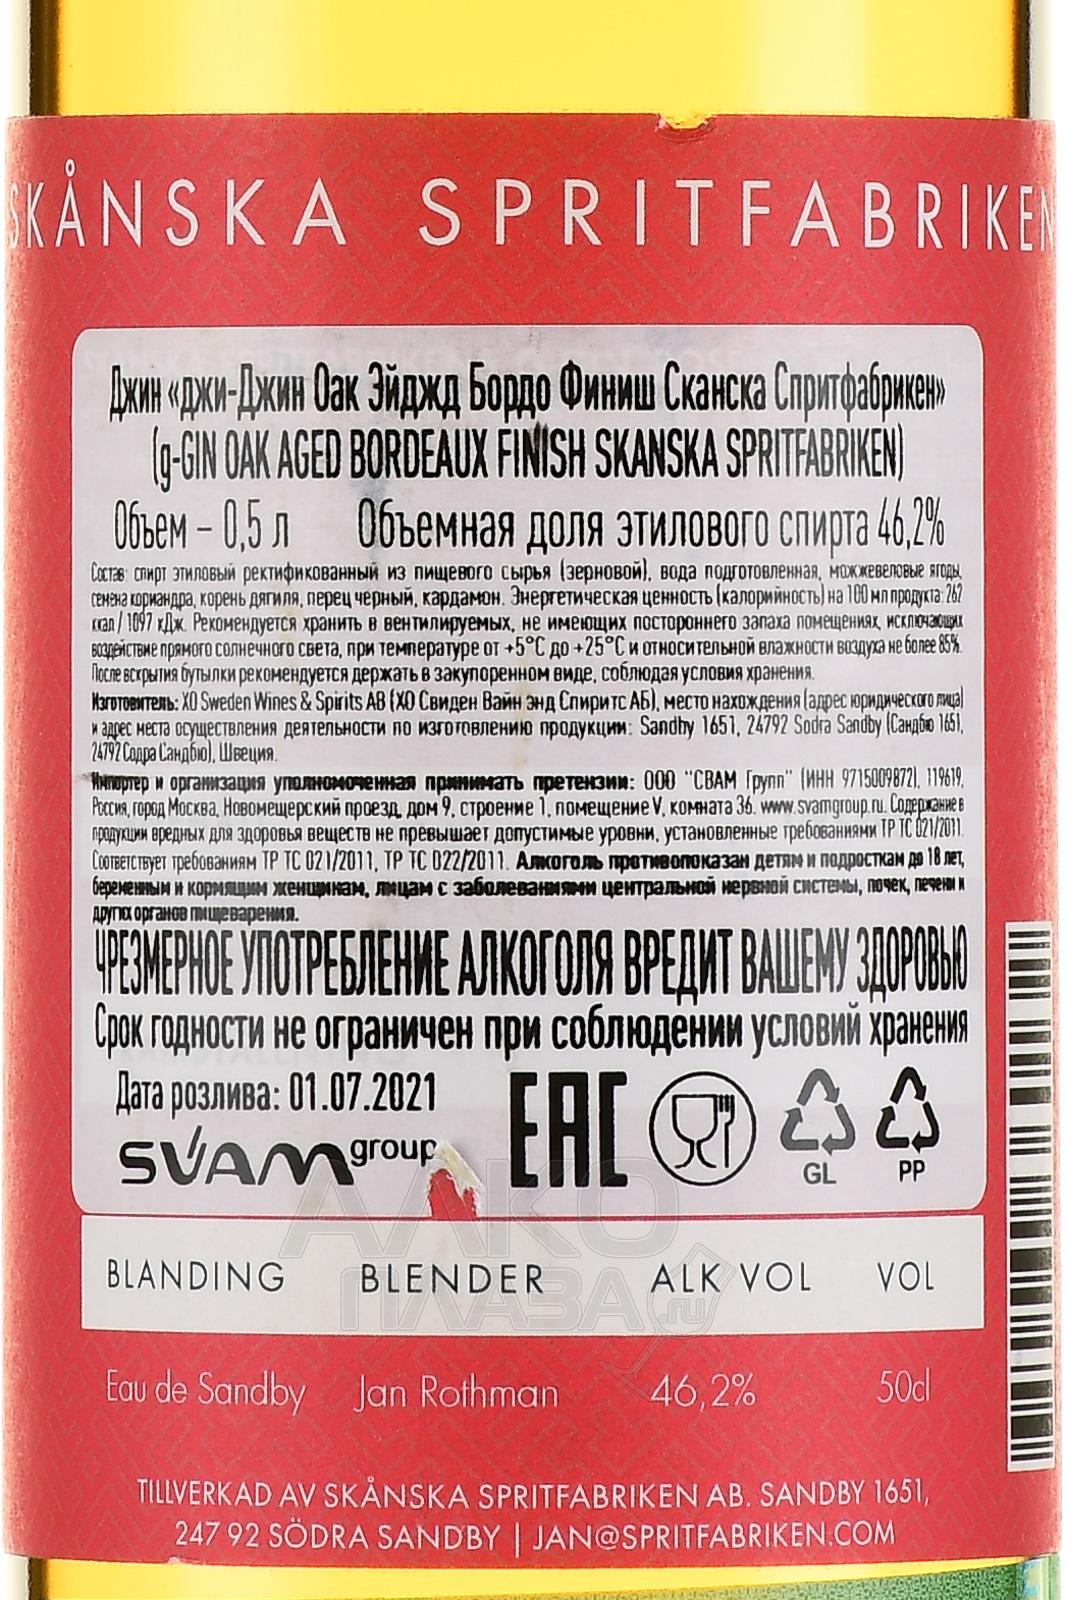 SKÅNSKA SPRITFABRIKEN
Джин «джи-Джин Оак Эйджд Бордо Финиш Сканска Спритфабрикен»
(g-GIN OAK AGED BORDEAUX FINISH SKANSKA SPRITFABRIKEN)
Объем – 0,5 л Объемная доля этилового спирта 46,2%
Состав: спирт этиловый ректификованный из пищевого сырья (зерновой), вода подготовленная, можжевеловые ягоды,
семена кориандра, корень дягиля, перец черный, кардамон. Энергетическая ценность (калорийность) на 100 мл продукта: 262
ккал / 1097 кДж. Рекомендуется хранить в вентилируемых, не имеющих постороннего запаха помещениях, исключающих
воздействие прямого солнечного света, при температуре от +5°C до +25°C и относительной влажности воздуха не более 85%.
После вскрытия бутылки рекомендуется держать в закупоренном виде, соблюдая условия хранения.
Изготовитель: XO Sweden Wines & Spirits AB (ХО Свиден Вайн энд Спиритс АБ), место нахождения (адрес юридического лица)
и адрес места осуществления деятельности по изготовлению продукции: Sandby 1651, 24792 Sodra Sandby (Сандбю 1651,
24792 Содра Сандбю), Швеция.
Импортер и организация уполномоченная принимать претензии: ООО "СВАМ Групп" (ИНН 9715009872), 119619,
Россия, город Москва, Новомещерский проезд, дом 9, строение 1, помещение V, комната 36. www.svamgroup.ru. Содержание в
продукции вредных для здоровья веществ не превышает допустимые уровни, установленные требованиями ТР ТС 021/2011.
Соответствует требованиям ТР ТС 021/2011, ТР ТС 022/2011. Алкоголь противопоказан детям и подросткам до 18 лет,
беременным и кормящим женщинам, лицам с заболеваниями центральной нервной системы, почек, печени и
других органов пищеварения.
ЧРЕЗМЕРНОЕ УПОТРЕБЛЕНИЕ АЛКОГОЛЯ ВРЕДИТ ВАШЕМУ ЗДОРОВЬЮ
Срок годности не ограничен при соблюдении условий хранения
Дата розлива: 01.07.2021
SVAM group
EAC
GL
PP
АЛКО
ПЛАЗА.ru
BLANDING BLENDER ALK VOL VOL
Eau de Sandby Jan Rothman 46,2% 50cl
TILLVERKAD AV SKÅNSKA SPRITFABRIKEN AB. SANDBY 1651,
247 92 SÖDRA SANDBY | JAN@SPRITFABRIKEN.COM